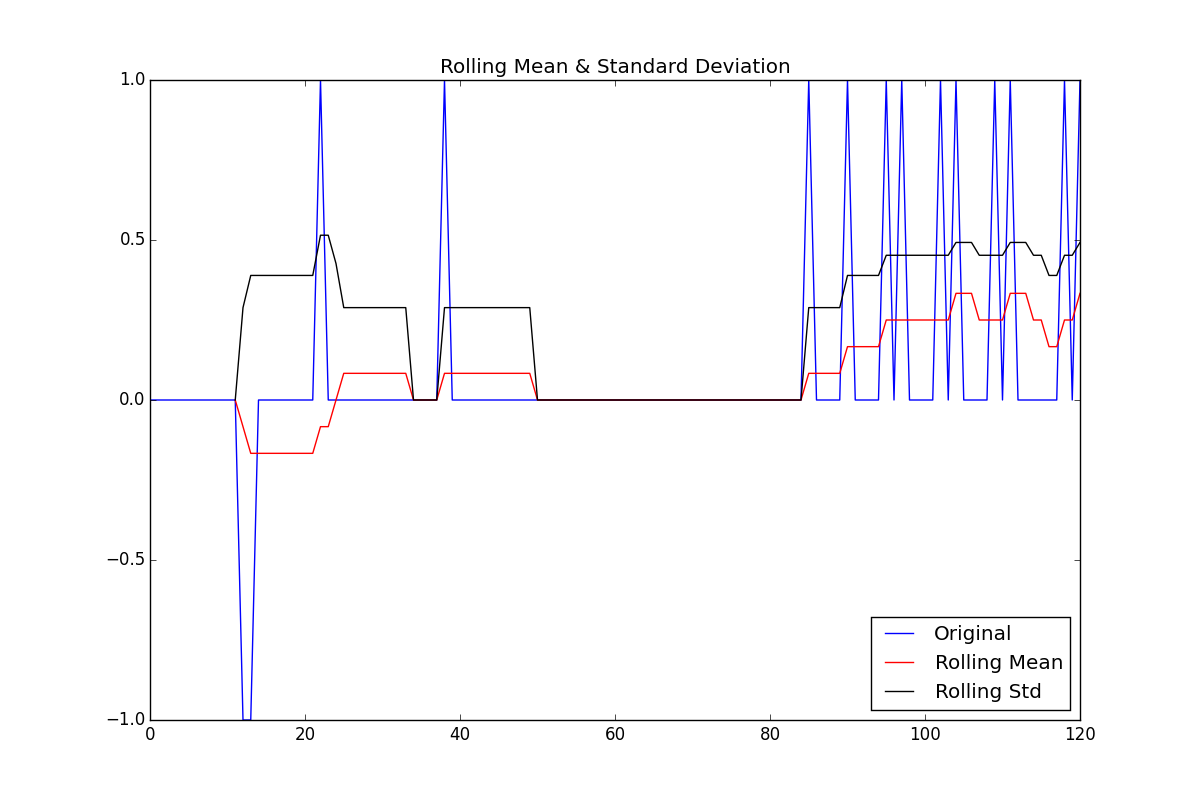 Rolling Mean & Standard Deviation
1.0
0.5
0.0
−0.5
−1.0
0 20 40 60 80 100 120
Original
Rolling Mean
Rolling Std